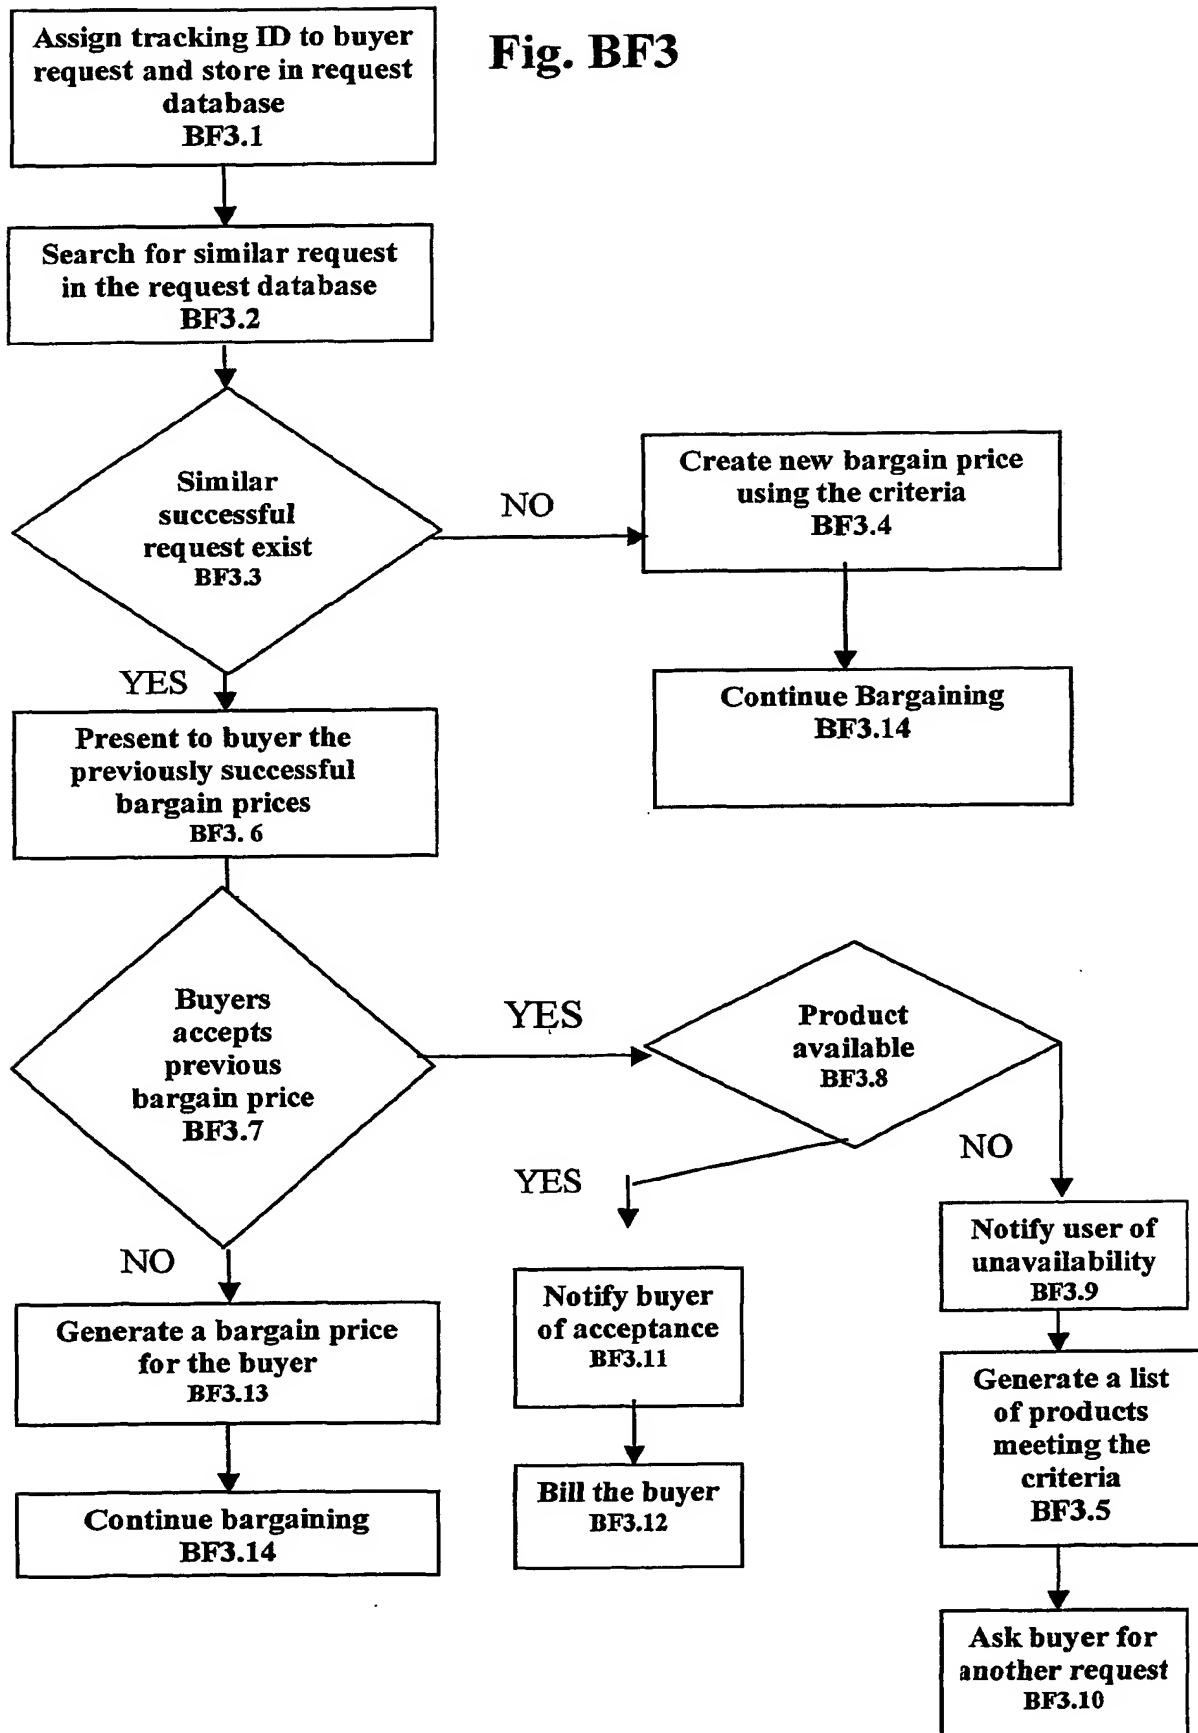 Fig. BF3
Assign tracking ID to buyer
request and store in request
database
BF3.1
Search for similar request
in the request database
BF3.2
Similar
successful
request exist
BF3.3
NO
Create new bargain price
using the criteria
BF3.4
Continue Bargaining
BF3.14
YES
Present to buyer the
previously successful
bargain prices
BF3. 6
Buyers
accepts
previous
bargain price
BF3.7
YES
Product
available
BF3.8
YES
NO
NO
Generate a bargain price
for the buyer
BF3.13
Continue bargaining
BF3.14
Notify buyer
of acceptance
BF3.11
Bill the buyer
BF3.12
Notify user of
unavailability
BF3.9
Generate a list
of products
meeting the
criteria
BF3.5
Ask buyer for
another request
BF3.10